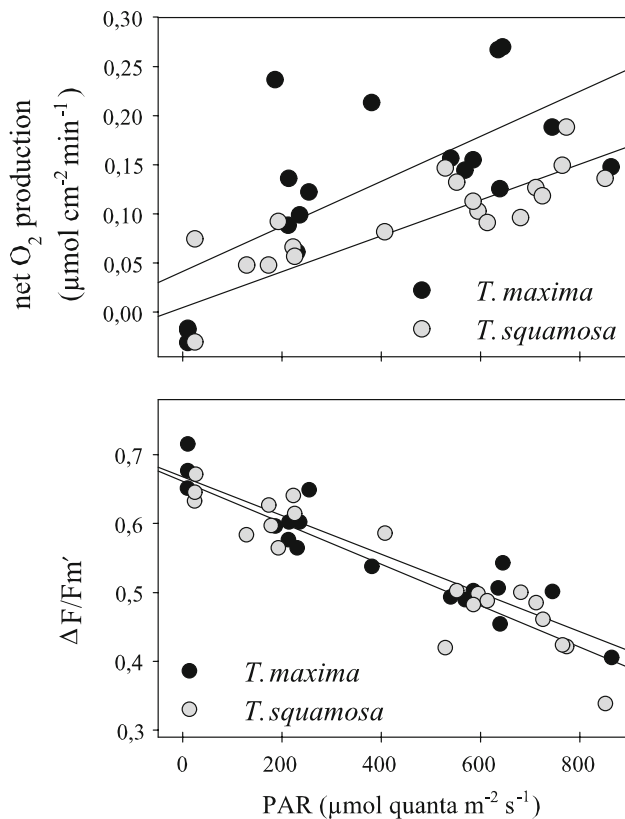 0,30
0,25
0,20
0,15
0,10
0,05
0,00
net O₂ production
(µmol cm⁻² min⁻¹)
T. maxima
T. squamosa
0,7
0,6
0,5
0,4
0,3
ΔF/Fm′
T. maxima
T. squamosa
0 200 400 600 800
PAR (µmol quanta m⁻² s⁻¹)